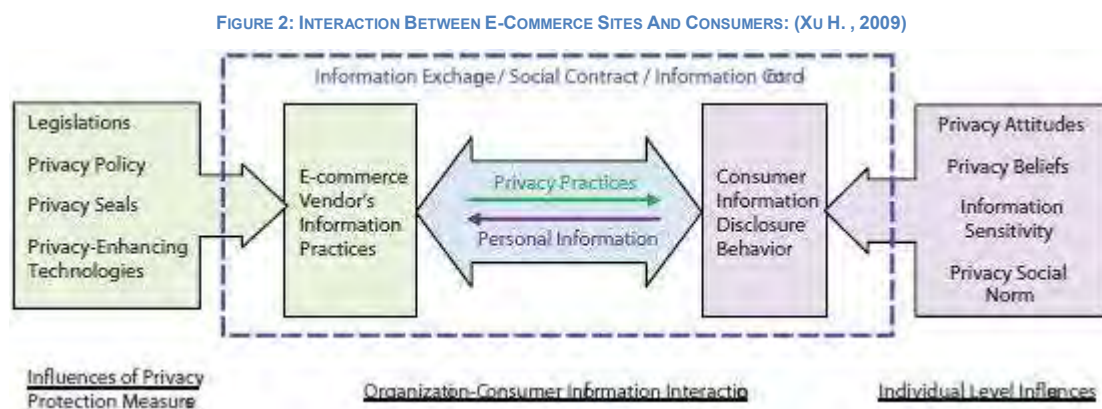 FIGURE 2: INTERACTION BETWEEN E-COMMERCE SITES AND CONSUMERS: (XU H. , 2009)
Information Exchage / Social Contract / Information Card
Legislations
Privacy Policy
Privacy Seals
Privacy-Enhancing
Technologies
E-commerce
Vendor's
Information
Practices
Privacy Practices
Personal Information
Consumer
Information
Disclosure
Behavior
Privacy Attitudes
Privacy Beliefs
Information
Sensitivity
Privacy Social
Norm
Influences of Privacy
Protection Measure
Organizaton-Consumer Information Interactio
Individual Level Inflences